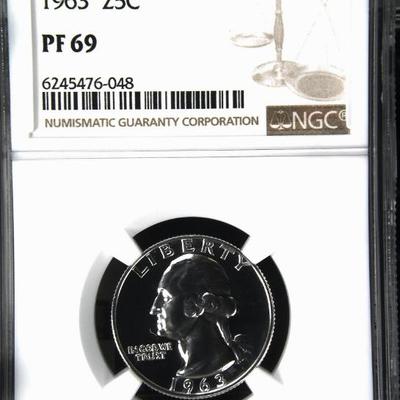 1963 25C
PF 69
6245476-048
NUMISMATIC GUARANTY CORPORATION
NGC®
LIBERTY
IN GOD WE
TRUST
1963